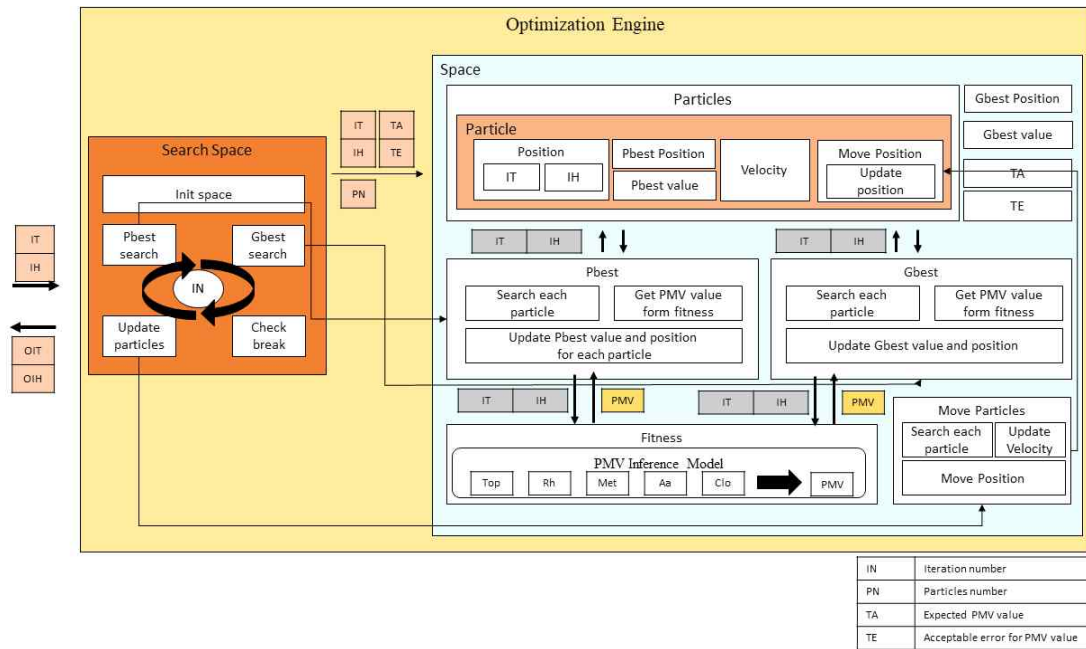 Optimization Engine
Space
Particles
Gbest Position
Gbest value
TA
TE
Particle
Position
IT
IH
Pbest Position
Pbest value
Velocity
Move Position
Update
position
IT
TA
IH
TE
PN
Search Space
Init space
Pbest
search
Gbest
search
IN
Update
particles
Check
break
IT
IH
OIT
OIH
IT
IH
IT
IH
Pbest
Search each
particle
Get PMV value
form fitness
Update Pbest value and position
for each particle
Gbest
Search each
particle
Get PMV value
form fitness
Update Gbest value and position
IT
IH
PMV
IT
IH
PMV
Fitness
PMV Inference Model
Top
Rh
Met
Aa
Clo
PMV
Move Particles
Search each
particle
Update
Velocity
Move Position
IN Iteration number
PN Particles number
TA Expected PMV value
TE Acceptable error for PMV value